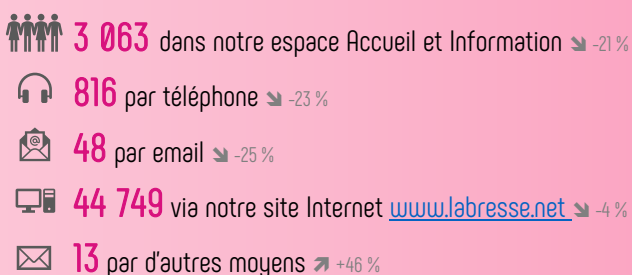 3 063 dans notre espace Accueil et Information ↘ -21 %
816 par téléphone ↘ -23 %
@ 48 par email ↘ -25 %
44 749 via notre site Internet www.labresse.net ↘ -4 %
13 par d'autres moyens ↗ +46 %